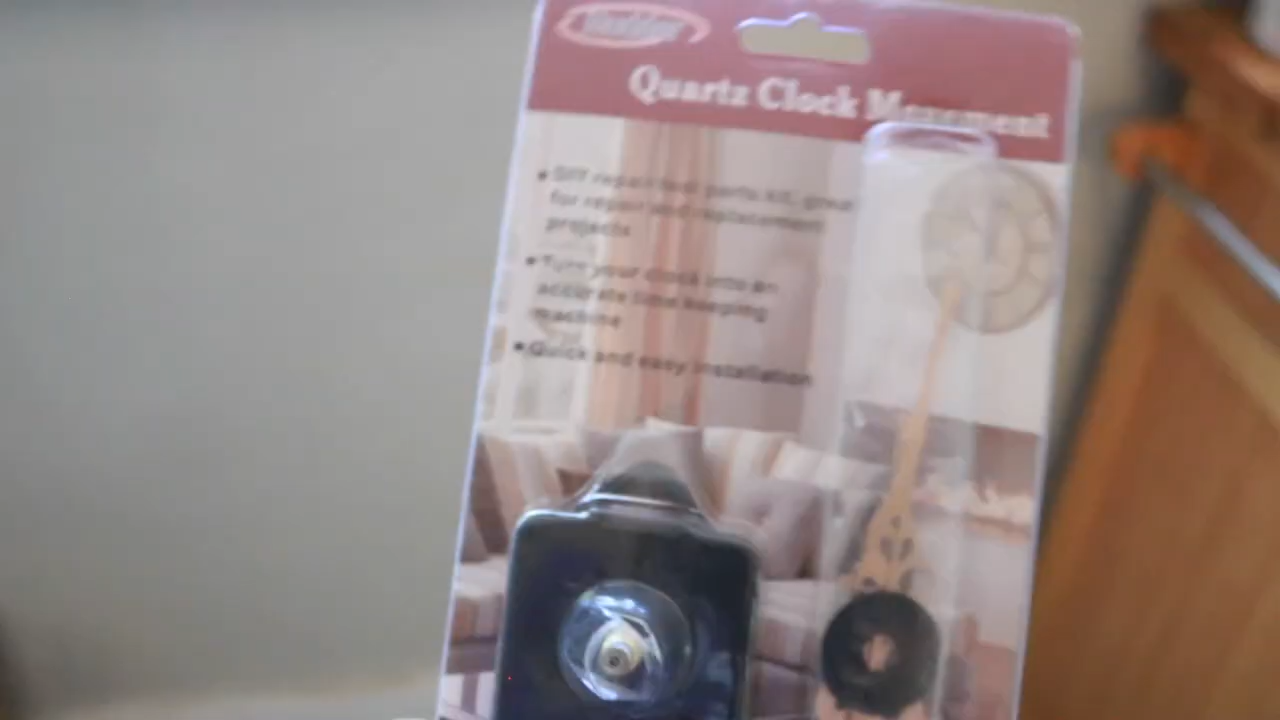 Quartz Clock Movement
• DIY repair tool parts kit, great
for repair and replacement
projects
• Turn your clock into an
accurate time keeping
machine
• Quick and easy installation